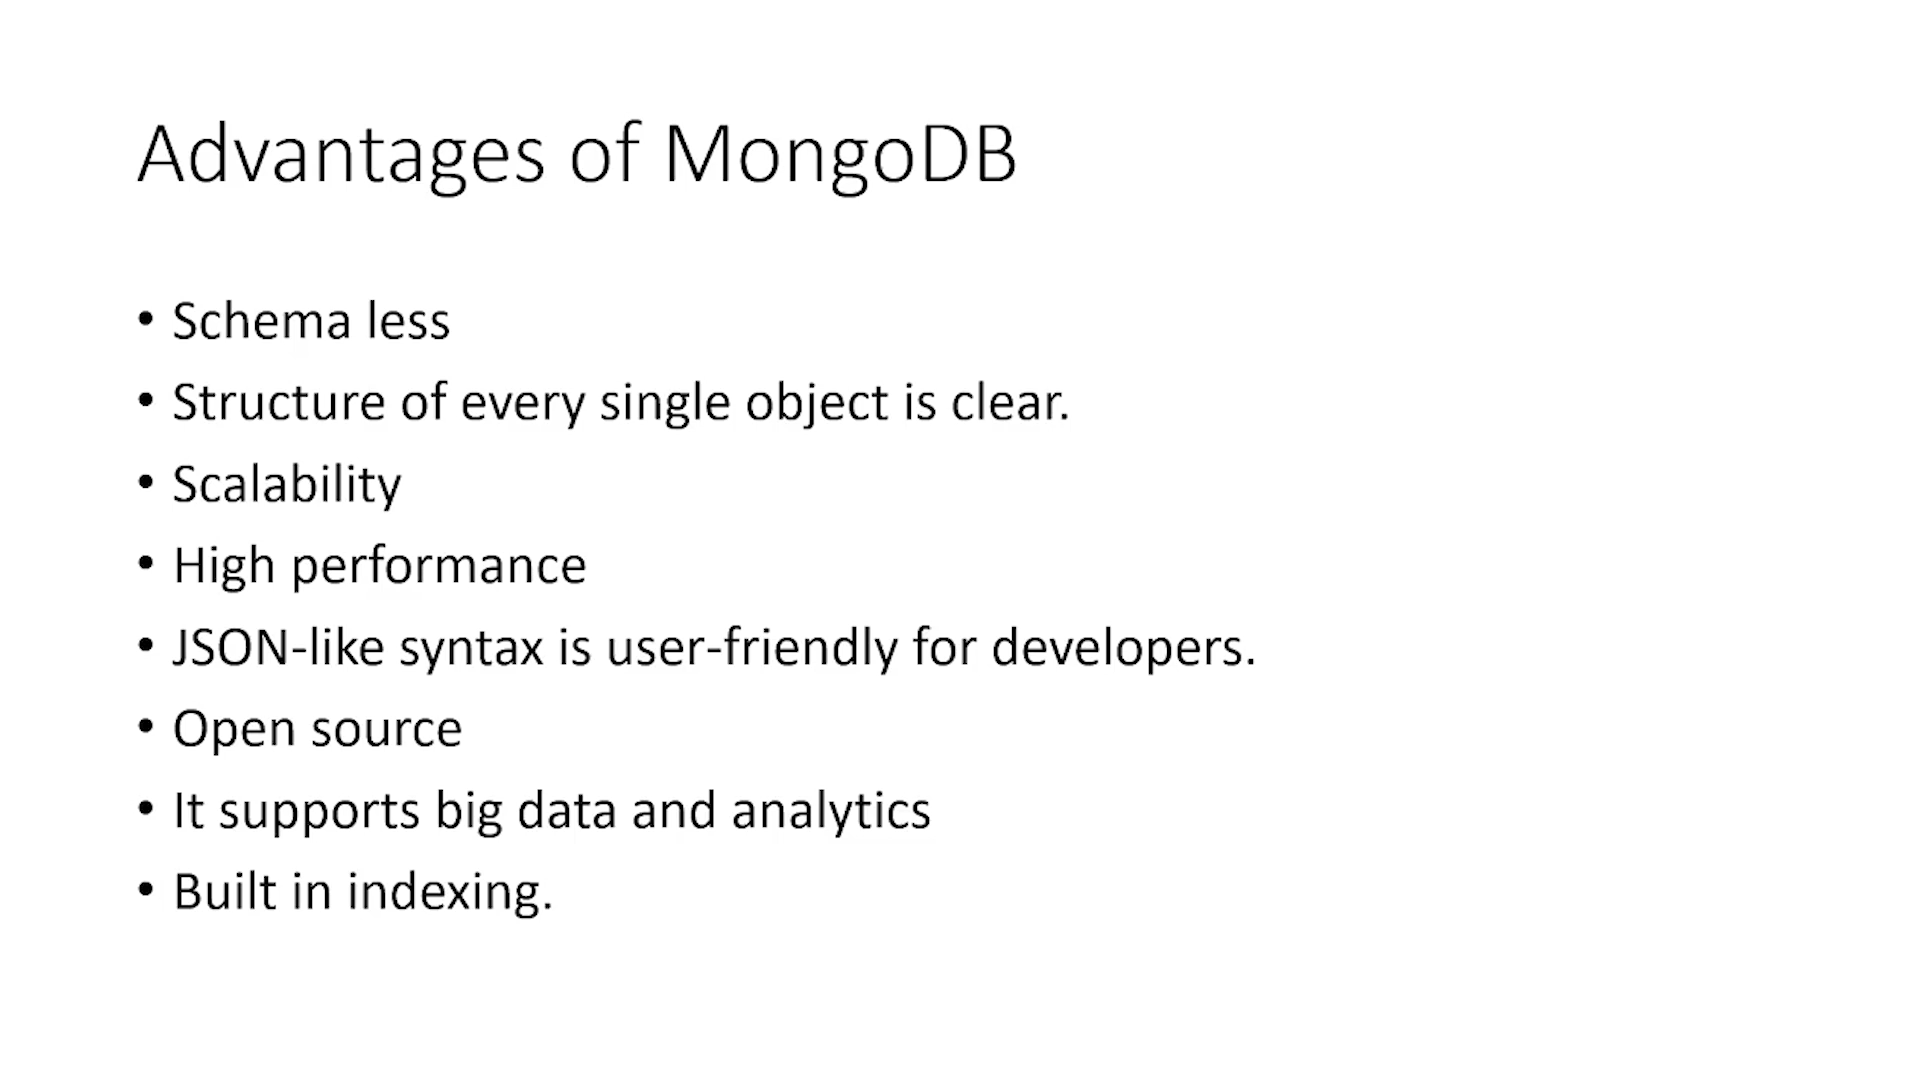 Advantages of MongoDB
• Schema less
• Structure of every single object is clear.
• Scalability
• High performance
• JSON-like syntax is user-friendly for developers.
• Open source
• It supports big data and analytics
• Built in indexing.